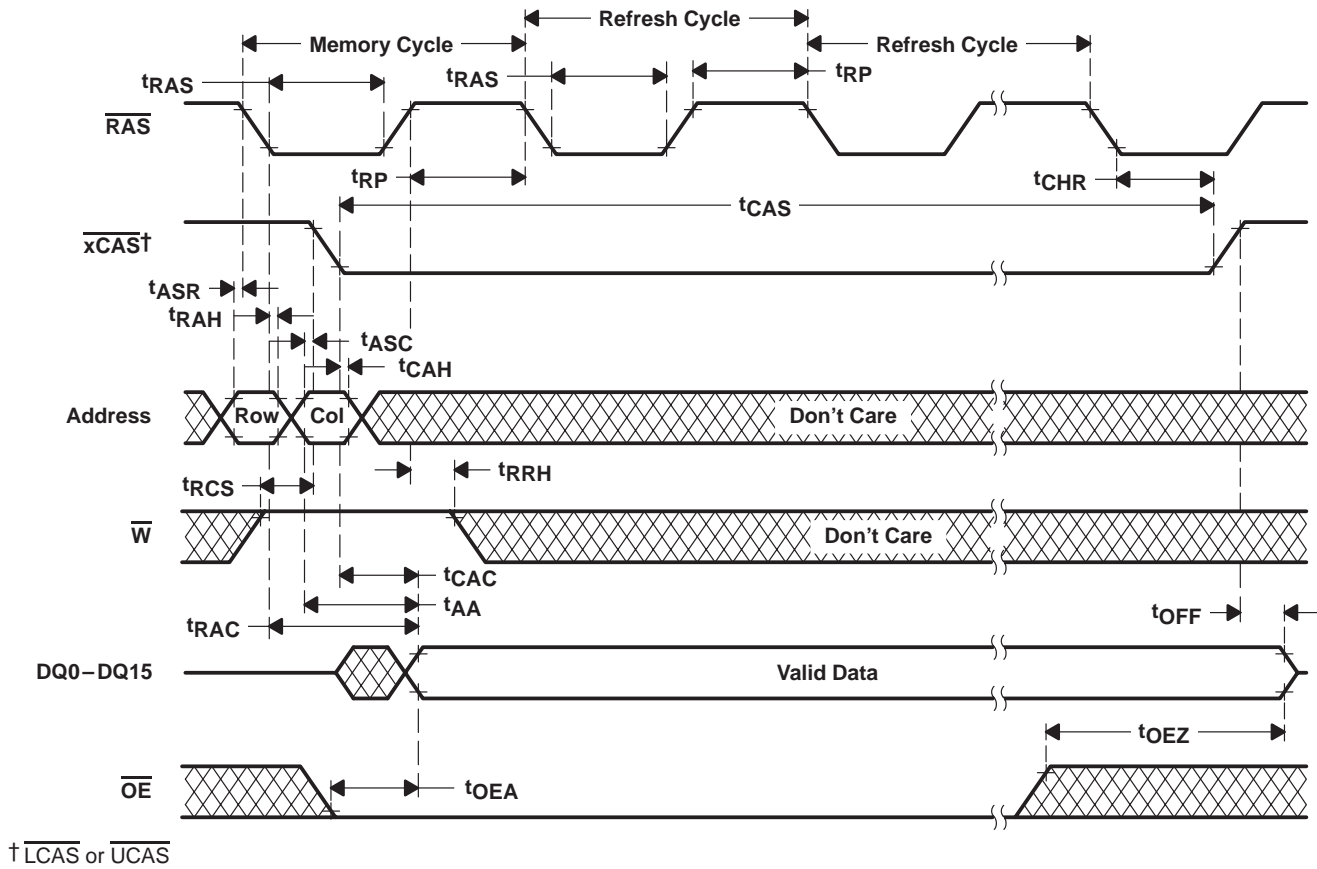 Refresh Cycle
Memory Cycle
Refresh Cycle
tRAS
tRAS
tRP
RAS
tRP
tCHR
tCAS
xCAS†
tASR
tRAH
tASC
tCAH
Address
Row
Col
Don't Care
tRRH
tRCS
W
Don't Care
tCAC
tAA
tRAC
tOFF
DQ0–DQ15
Valid Data
tOEZ
OE
tOEA
† LCAS or UCAS